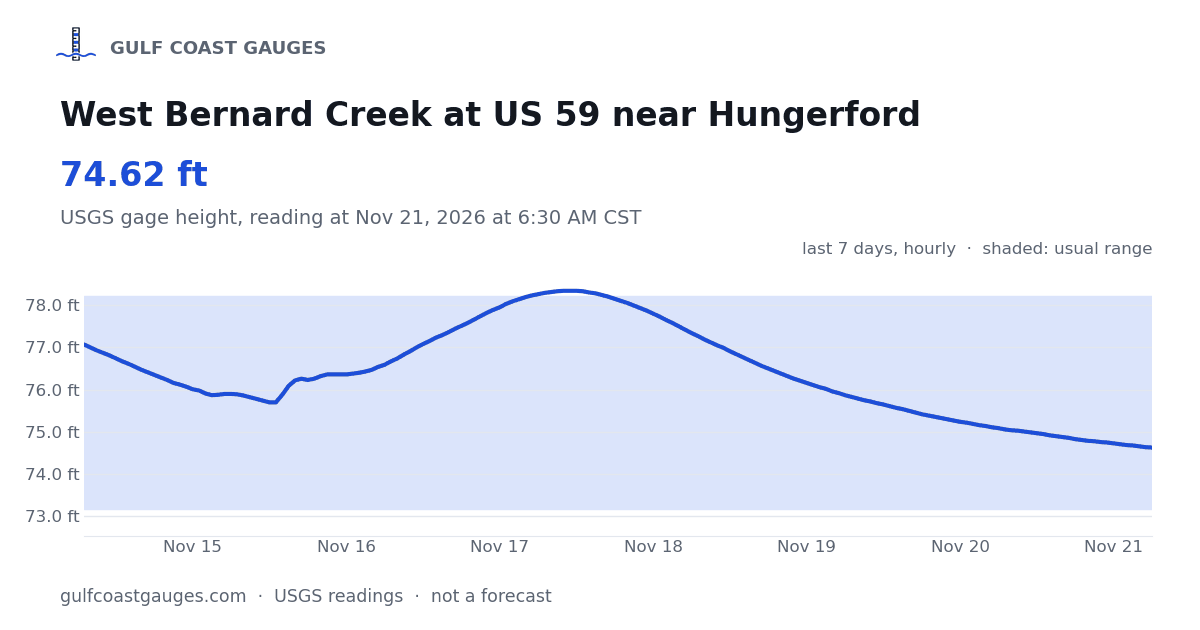 GULF COAST GAUGES
West Bernard Creek at US 59 near Hungerford
74.62 ft
USGS gage height, reading at Nov 21, 2026 at 6:30 AM CST
last 7 days, hourly · shaded: usual range
78.0 ft
77.0 ft
76.0 ft
75.0 ft
74.0 ft
73.0 ft
Nov 15 Nov 16 Nov 17 Nov 18 Nov 19 Nov 20 Nov 21
gulfcoastgauges.com · USGS readings · not a forecast